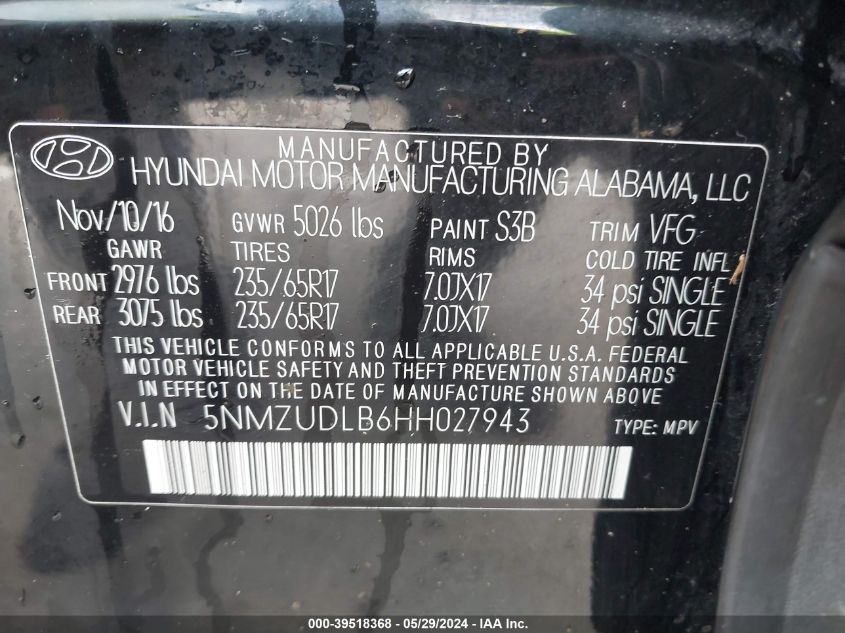 MANUFACTURED BY
HYUNDAI MOTOR MANUFACTURING ALABAMA, LLC
Nov/10/16 GVWR 5026 lbs PAINT S3B TRIM VFG
GAWR TIRES RIMS COLD TIRE INFL
FRONT 2976 lbs 235/65R17 7.0JX17 34 psi SINGLE
REAR 3075 lbs 235/65R17 7.0JX17 34 psi SINGLE
THIS VEHICLE CONFORMS TO ALL APPLICABLE U.S.A. FEDERAL
MOTOR VEHICLE SAFETY AND THEFT PREVENTION STANDARDS
IN EFFECT ON THE DATE OF MANUFACTURE SHOWN ABOVE
V.I.N 5NMZUDLB6HH027943 TYPE: MPV
000-39518368 - 05/29/2024 - IAA Inc.